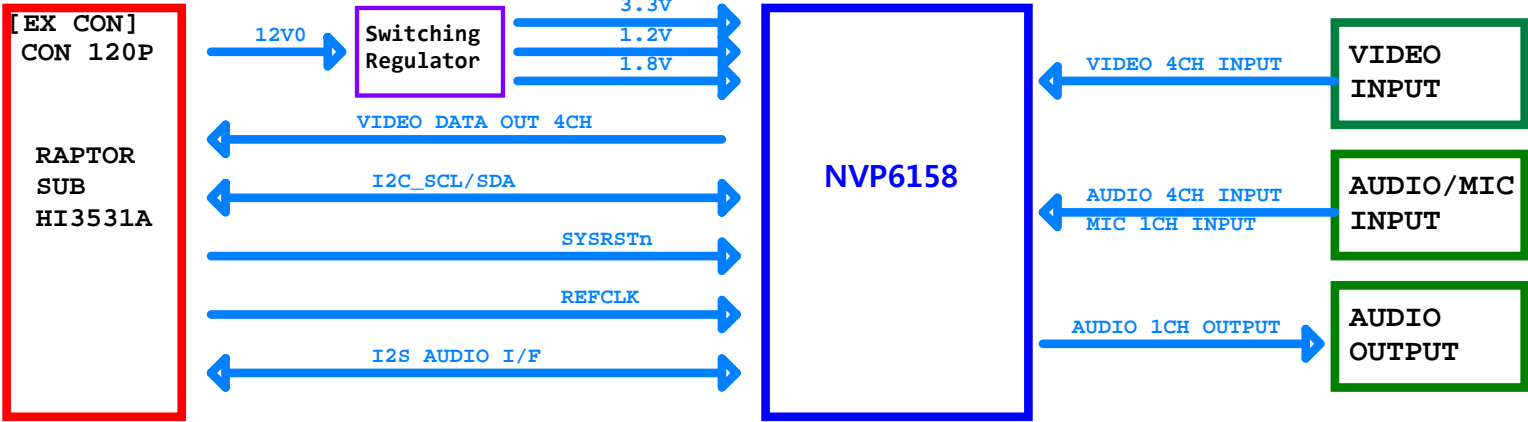 [EX CON]
CON 120P
RAPTOR
SUB
HI3531A
12V0
Switching
Regulator
3.3V
1.2V
1.8V
VIDEO DATA OUT 4CH
I2C_SCL/SDA
SYSRSTn
REFCLK
I2S AUDIO I/F
NVP6158
VIDEO 4CH INPUT
AUDIO 4CH INPUT
MIC 1CH INPUT
AUDIO 1CH OUTPUT
VIDEO
INPUT
AUDIO/MIC
INPUT
AUDIO
OUTPUT